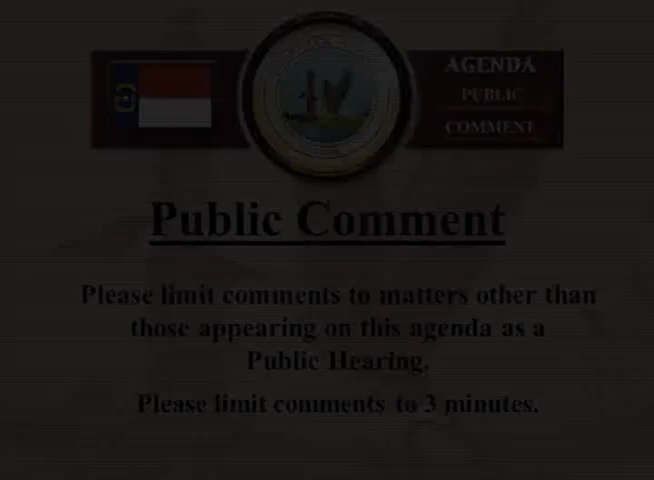 AGENDA
PUBLIC
COMMENT
Public Comment
Please limit comments to matters other than
those appearing on this agenda as a
Public Hearing.
Please limit comments to 3 minutes.